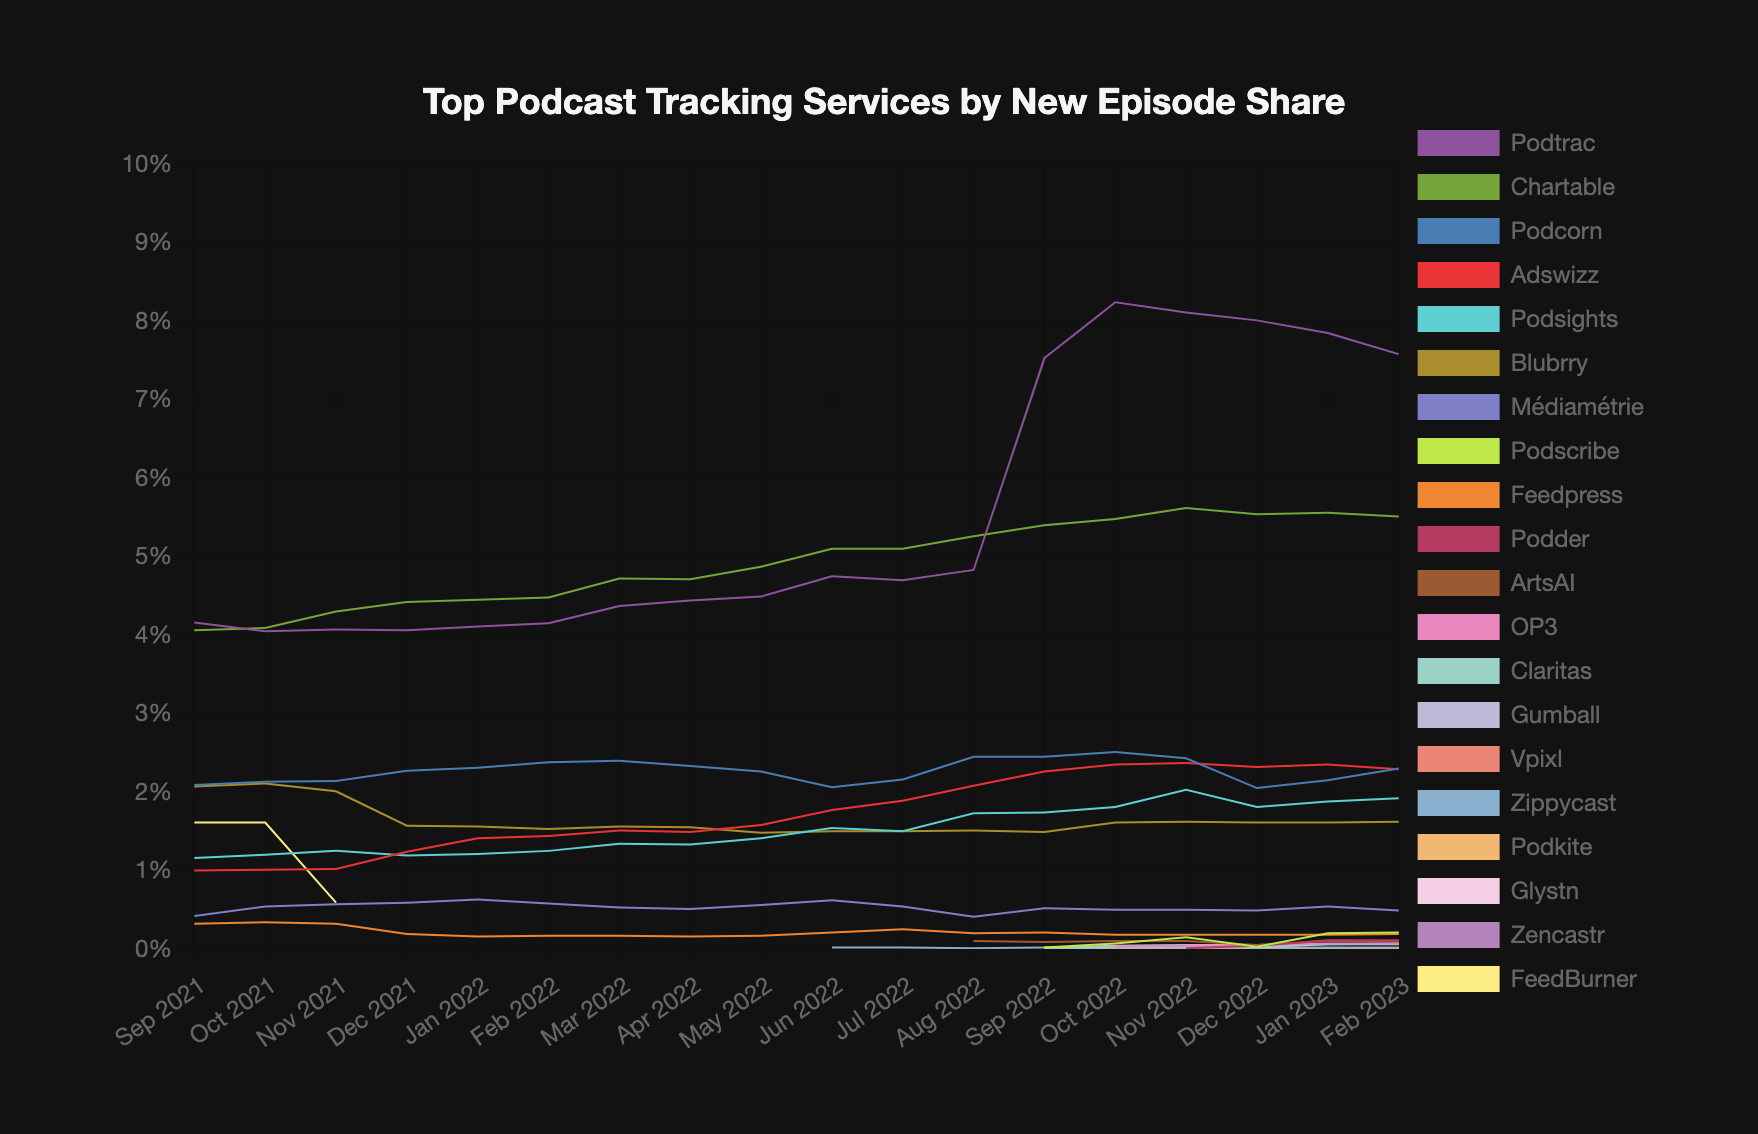 Top Podcast Tracking Services by New Episode Share
10%
9%
8%
7%
6%
5%
4%
3%
2%
1%
0%
Sep 2021
Oct 2021
Nov 2021
Dec 2021
Jan 2022
Feb 2022
Mar 2022
Apr 2022
May 2022
Jun 2022
Jul 2022
Aug 2022
Sep 2022
Oct 2022
Nov 2022
Dec 2022
Jan 2023
Feb 2023
Podtrac
Chartable
Podcorn
Adswizz
Podsights
Blubrry
Médiamétrie
Podscribe
Feedpress
Podder
ArtsAI
OP3
Claritas
Gumball
Vpixl
Zippycast
Podkite
Glystn
Zencastr
FeedBurner